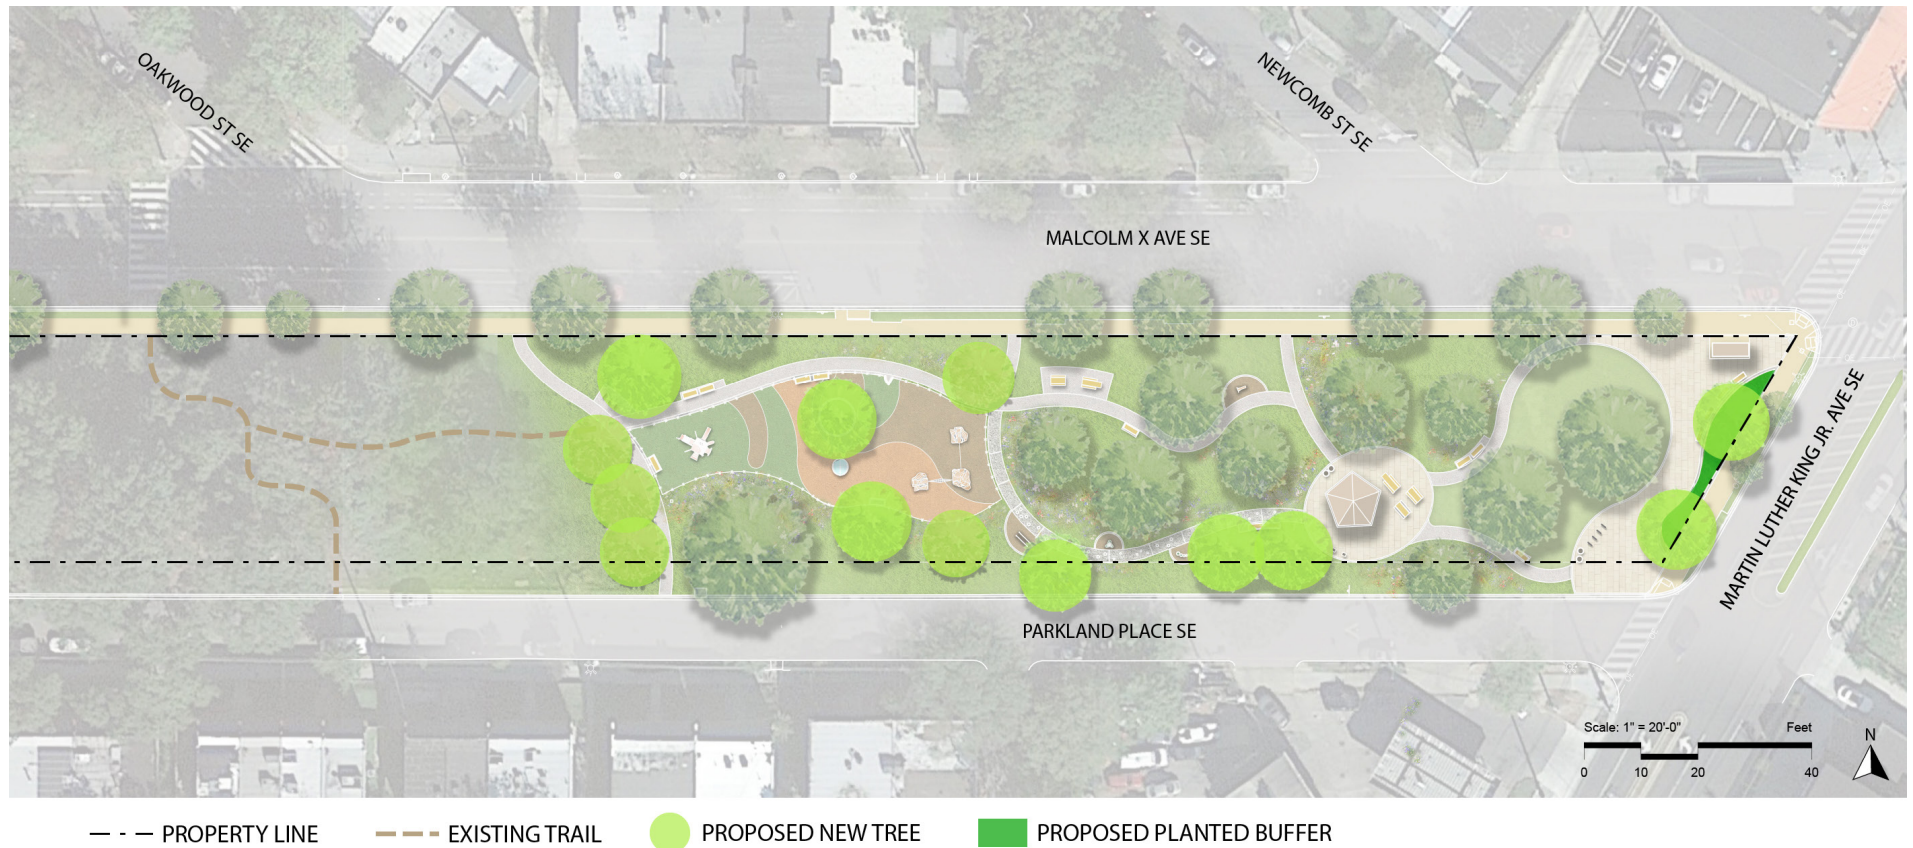 OAKWOOD ST SE
NEWCOMB ST SE
MALCOLM X AVE SE
MARTIN LUTHER KING JR. AVE SE
PARKLAND PLACE SE
Scale: 1" = 20'-0"
Feet
0
10
20
40
N
PROPERTY LINE
EXISTING TRAIL
PROPOSED NEW TREE
PROPOSED PLANTED BUFFER